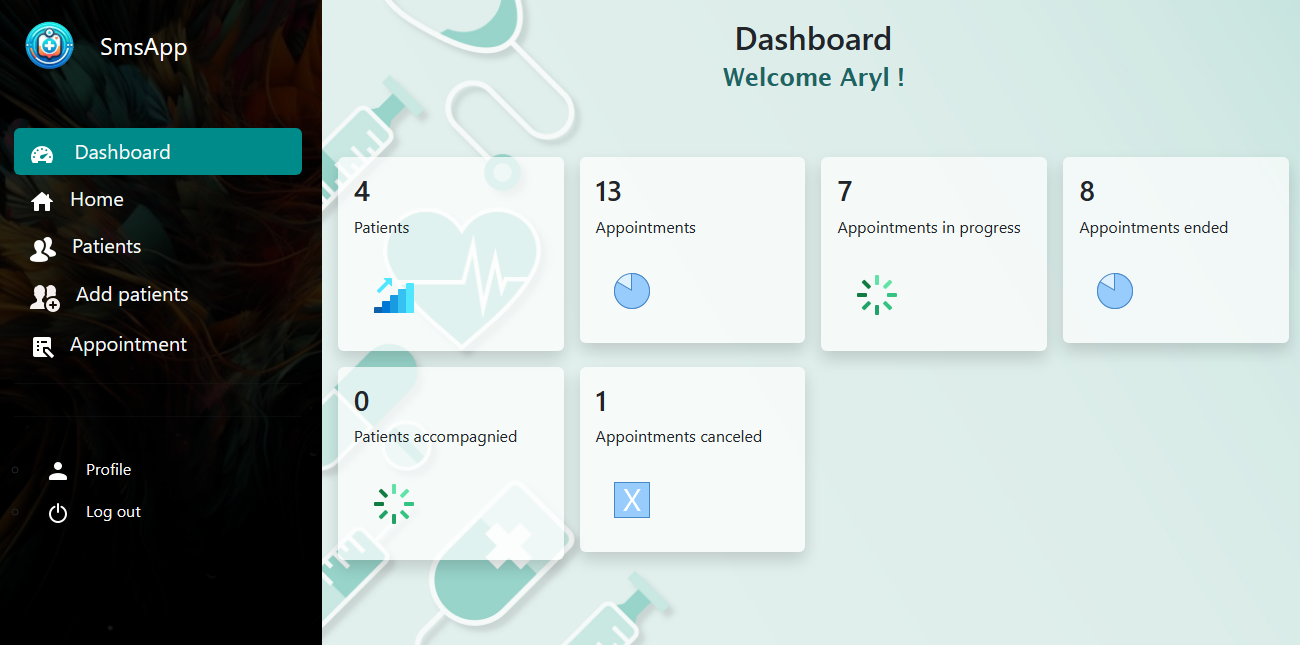 SmsApp
Dashboard
Home
Patients
Add patients
Appointment
Profile
Log out
Dashboard
Welcome Aryl !
4
Patients
13
Appointments
7
Appointments in progress
8
Appointments ended
0
Patients accompagnied
1
Appointments canceled
X